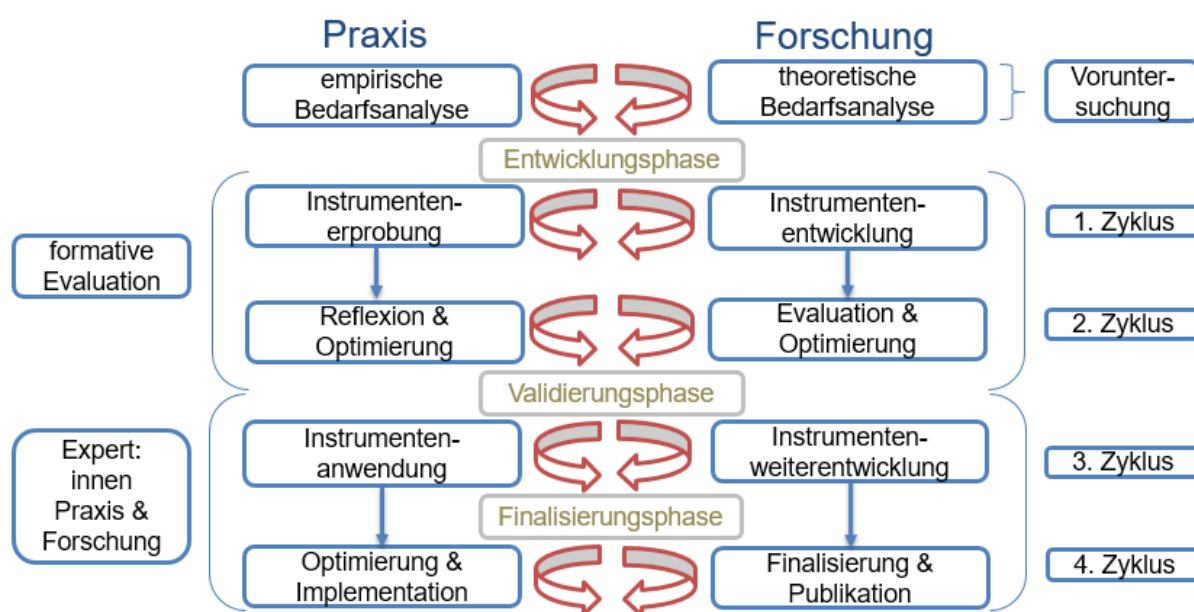 Praxis
Forschung
empirische
Bedarfsanalyse
theoretische
Bedarfsanalyse
Vorunter-
suchung
Entwicklungsphase
Instrumenten-
erprobung
Instrumenten-
entwicklung
1. Zyklus
formative
Evaluation
Reflexion &
Optimierung
Evaluation &
Optimierung
2. Zyklus
Validierungsphase
Expert:
innen
Praxis &
Forschung
Instrumenten-
anwendung
Instrumenten-
weiterentwicklung
3. Zyklus
Finalisierungsphase
Optimierung &
Implementation
Finalisierung &
Publikation
4. Zyklus